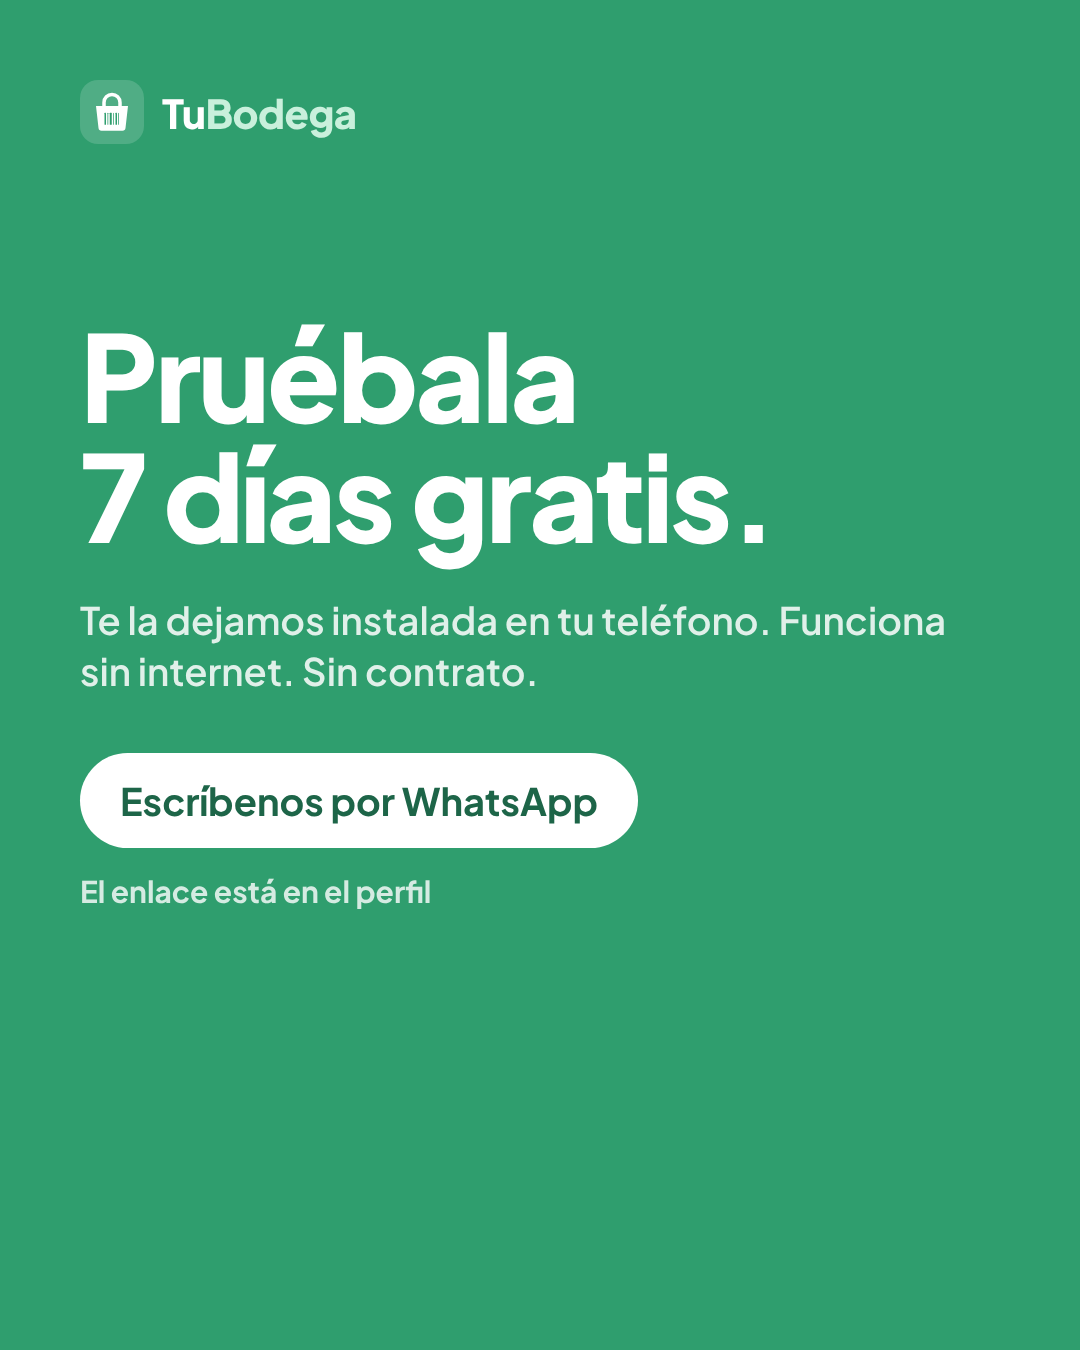 TuBodega
Pruébala
7 días gratis.
Te la dejamos instalada en tu teléfono. Funciona
sin internet. Sin contrato.
Escríbenos por WhatsApp
El enlace está en el perfil